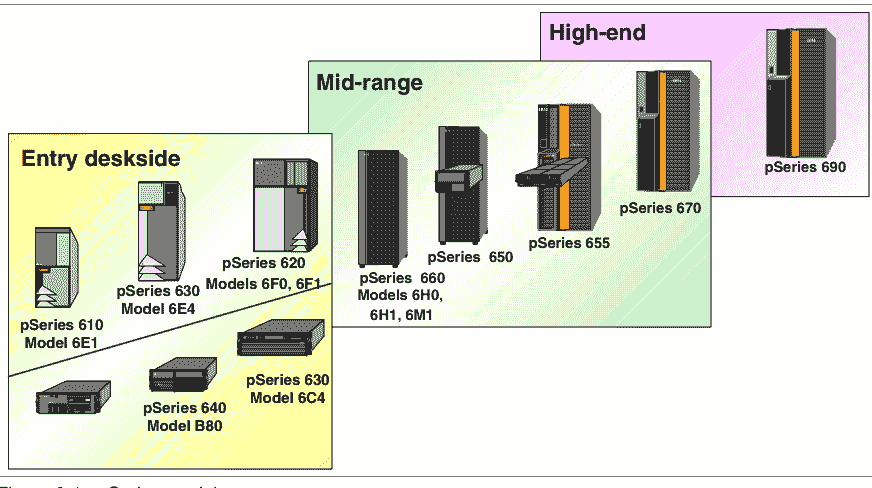 High-end
Mid-range
Entry deskside
pSeries 690
pSeries 670
pSeries 655
pSeries 650
pSeries 660
Models 6H0,
6H1, 6M1
pSeries 620
Models 6F0, 6F1
pSeries 630
Model 6E4
pSeries 610
Model 6E1
pSeries 630
Model 6C4
pSeries 640
Model B80